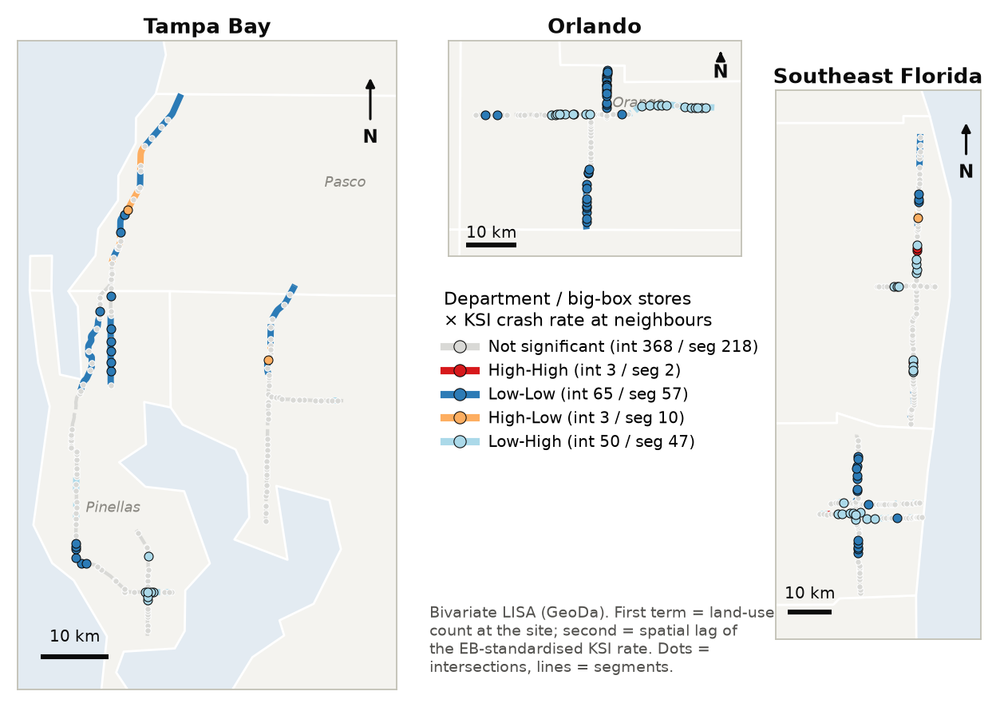 Tampa Bay
Orlando
Southeast Florida
N
Pasco
Pinellas
10 km
N
Orange
10 km
Department / big-box stores
× KSI crash rate at neighbours
Not significant (int 368 / seg 218)
High-High (int 3 / seg 2)
Low-Low (int 65 / seg 57)
High-Low (int 3 / seg 10)
Low-High (int 50 / seg 47)
N
10 km
Bivariate LISA (GeoDa). First term = land-use
count at the site; second = spatial lag of
the EB-standardised KSI rate. Dots =
intersections, lines = segments.